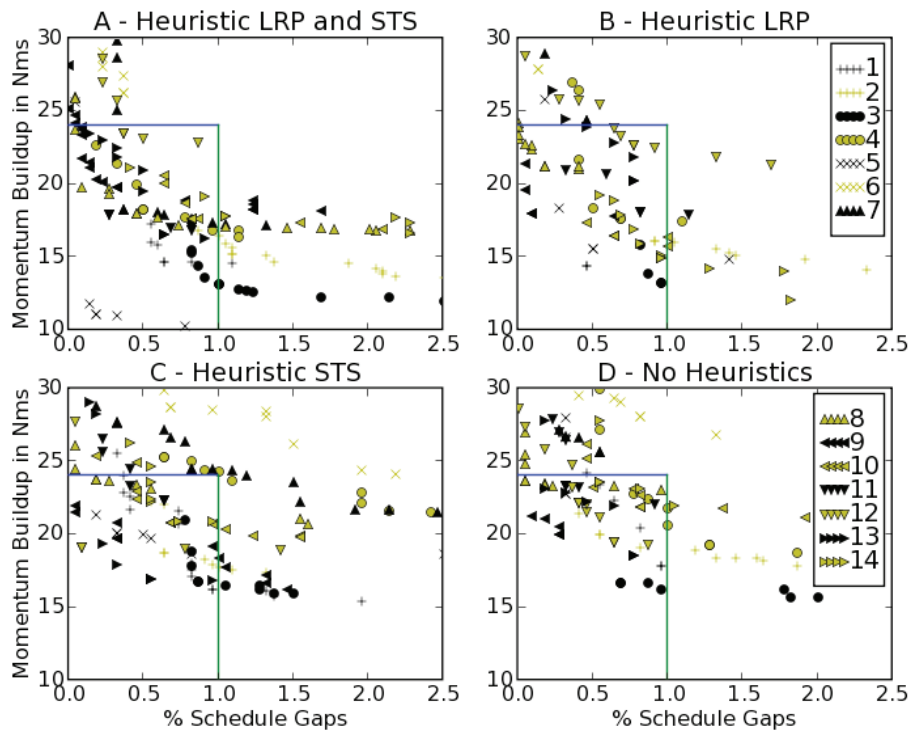 A - Heuristic LRP and STS
B - Heuristic LRP
Momentum Buildup in Nms
30
25
20
15
10
0.0 0.5 1.0 1.5 2.0 2.5
30
25
20
15
10
0.0 0.5 1.0 1.5 2.0 2.5
1
2
3
4
5
6
7
C - Heuristic STS
D - No Heuristics
Momentum Buildup in Nms
30
25
20
15
10
0.0 0.5 1.0 1.5 2.0 2.5
% Schedule Gaps
30
25
20
15
10
0.0 0.5 1.0 1.5 2.0 2.5
% Schedule Gaps
8
9
10
11
12
13
14